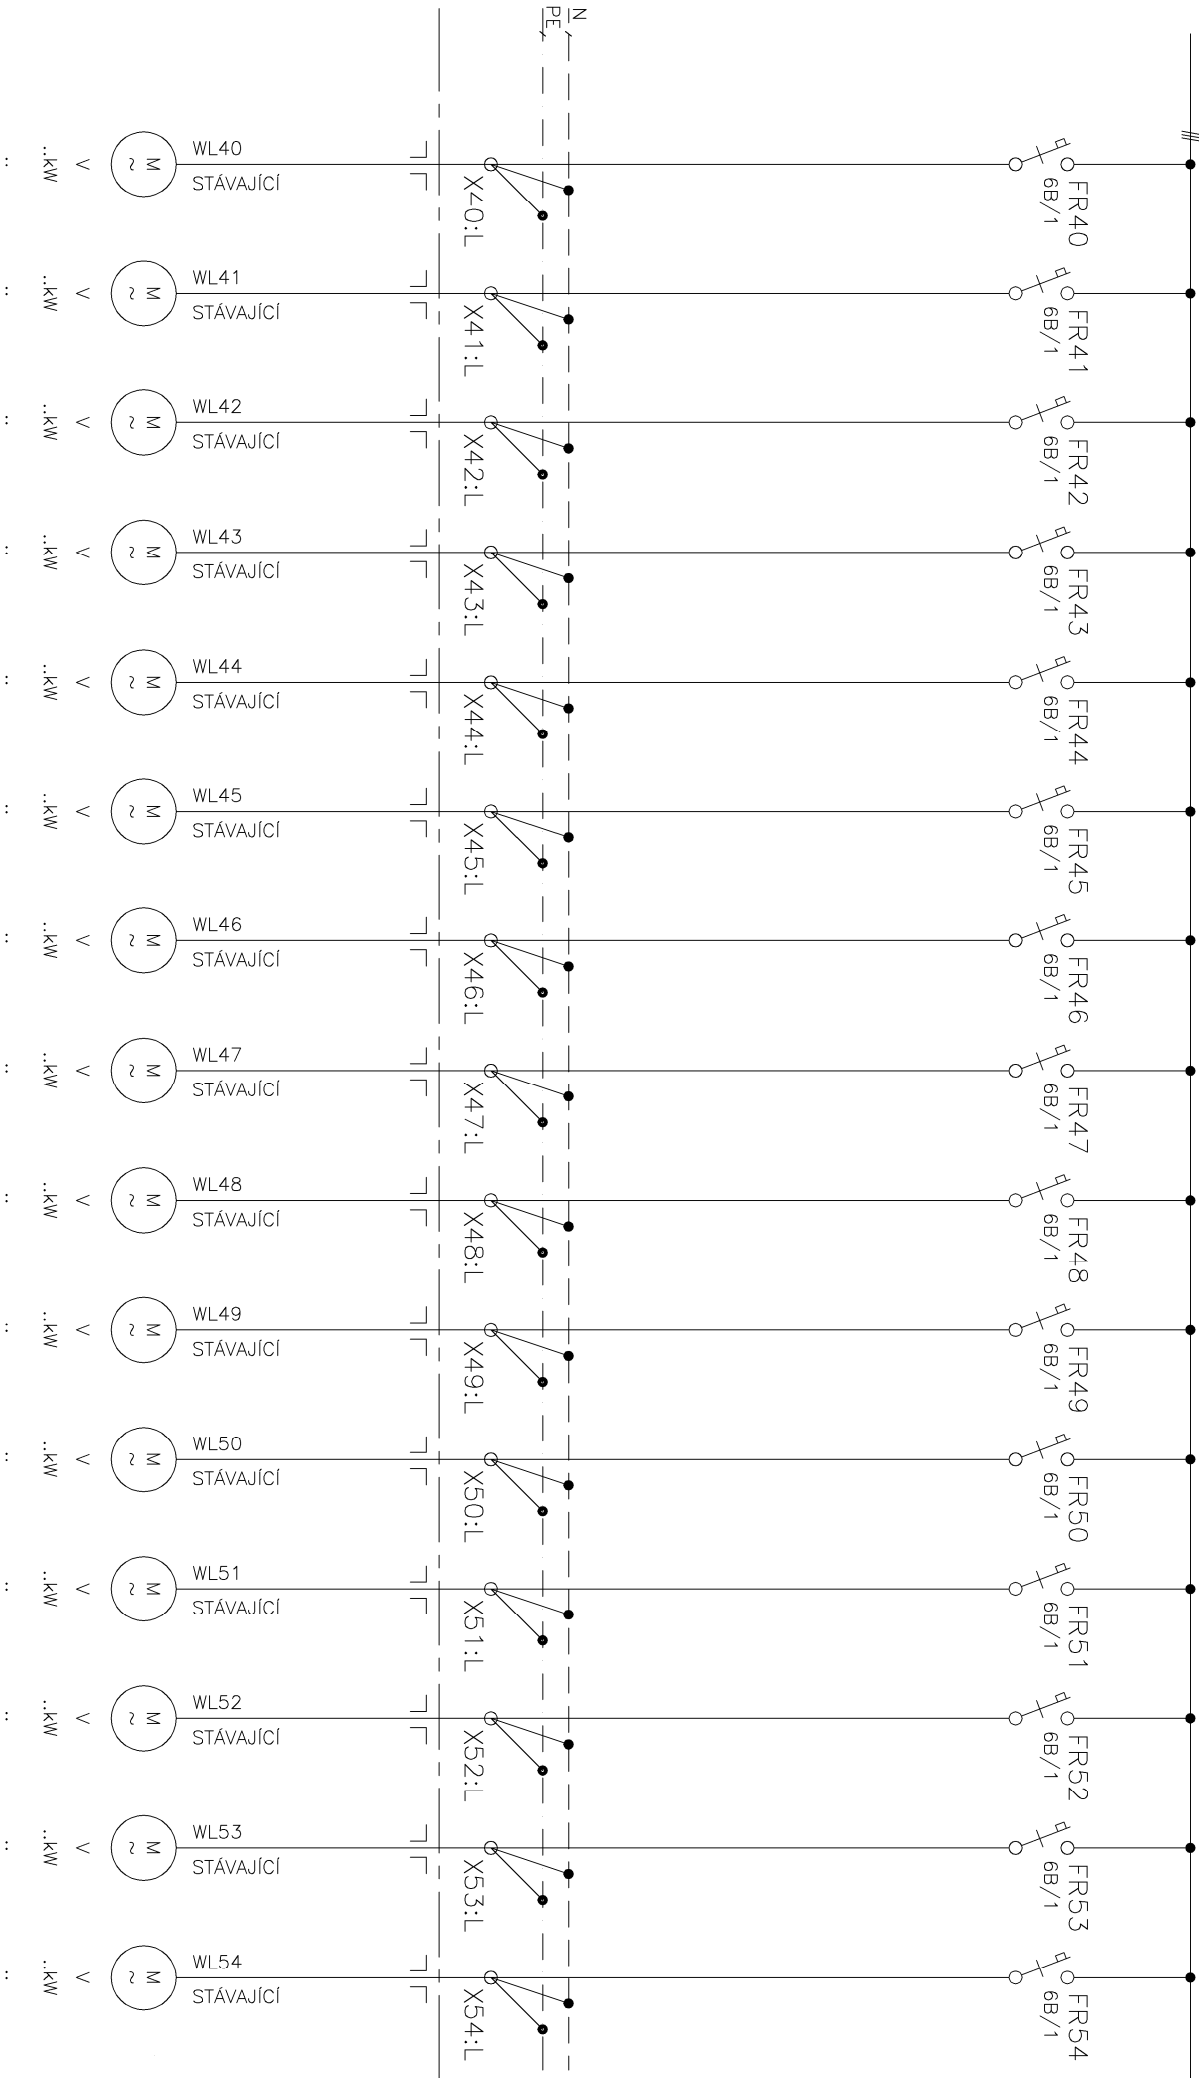 N
PE
FR40
6B/1
X40:L
WL40
STÁVAJÍCÍ
M
~
V
..kW
..
FR41
6B/1
X41:L
WL41
STÁVAJÍCÍ
M
~
V
..kW
..
FR42
6B/1
X42:L
WL42
STÁVAJÍCÍ
M
~
V
..kW
..
FR43
6B/1
X43:L
WL43
STÁVAJÍCÍ
M
~
V
..kW
..
FR44
6B/1
X44:L
WL44
STÁVAJÍCÍ
M
~
V
..kW
..
FR45
6B/1
X45:L
WL45
STÁVAJÍCÍ
M
~
V
..kW
..
FR46
6B/1
X46:L
WL46
STÁVAJÍCÍ
M
~
V
..kW
..
FR47
6B/1
X47:L
WL47
STÁVAJÍCÍ
M
~
V
..kW
..
FR48
6B/1
X48:L
WL48
STÁVAJÍCÍ
M
~
V
..kW
..
FR49
6B/1
X49:L
WL49
STÁVAJÍCÍ
M
~
V
..kW
..
FR50
6B/1
X50:L
WL50
STÁVAJÍCÍ
M
~
V
..kW
..
FR51
6B/1
X51:L
WL51
STÁVAJÍCÍ
M
~
V
..kW
..
FR52
6B/1
X52:L
WL52
STÁVAJÍCÍ
M
~
V
..kW
..
FR53
6B/1
X53:L
WL53
STÁVAJÍCÍ
M
~
V
..kW
..
FR54
6B/1
X54:L
WL54
STÁVAJÍCÍ
M
~
V
..kW
..